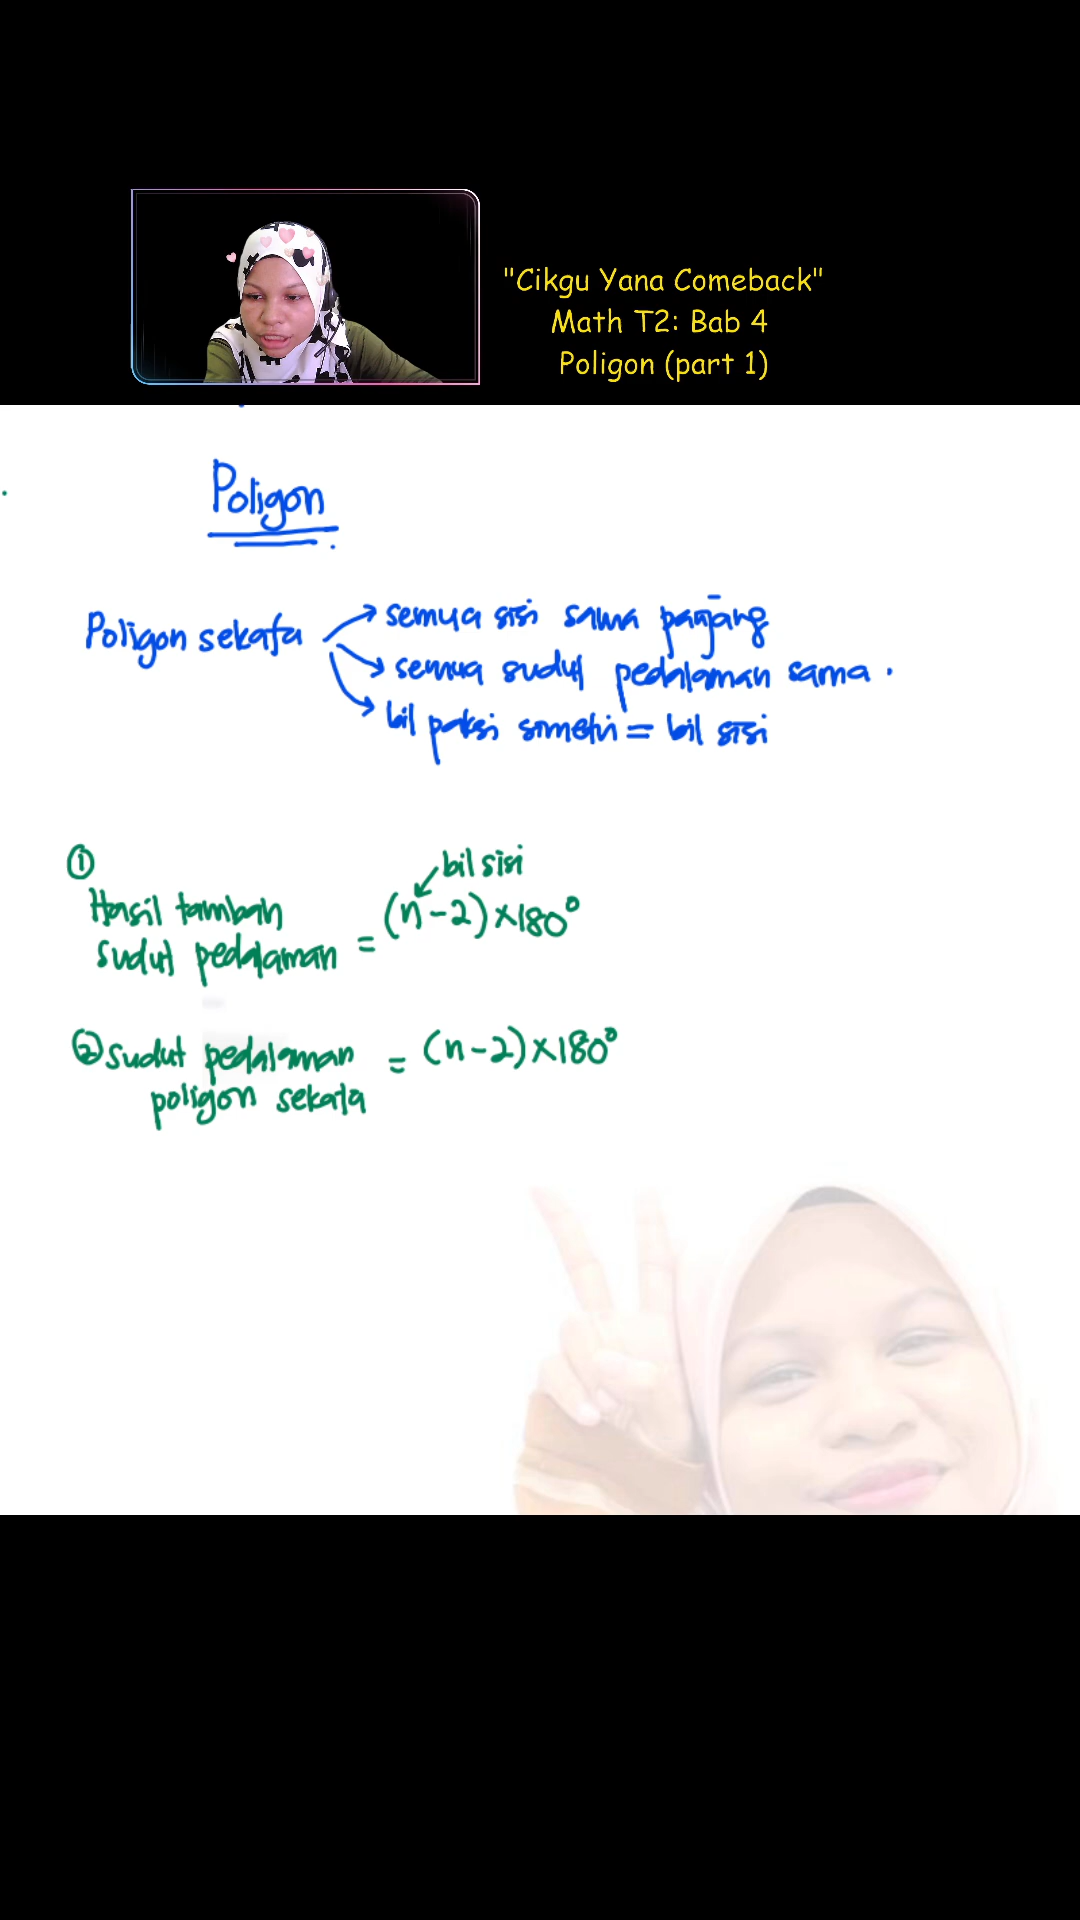 "Cikgu Yana Comeback"
Math T2: Bab 4
Poligon (part 1)
Poligon
Poligon sekata → semua sisi sama panjang
→ semua sudut pedalaman sama.
→ bil paksi simetri = bil sisi
①
bil sisi
Hasil tambah
sudut pedalaman = (n-2)×180°
② sudut pedalaman = (n-2)×180°
poligon sekata